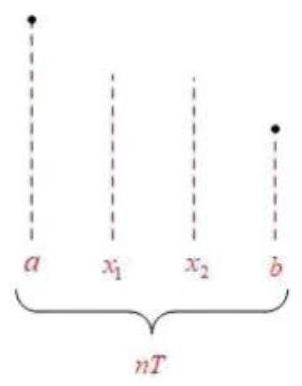 a x₁ x₂ b
nT